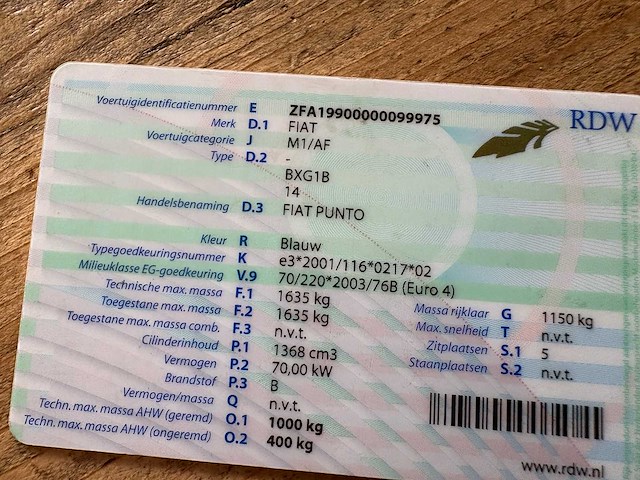 Voertuigidentificatienummer E ZFA19900000099975
RDW
Merk D.1 FIAT
Voertuigcategorie J M1/AF
Type D.2 -
BXG1B
14
Handelsbenaming D.3 FIAT PUNTO
Kleur R Blauw
Typegoedkeuringsnummer K e3*2001/116*0217*02
Milieuklasse EG-goedkeuring V.9 70/220*2003/76B (Euro 4)
Technische max. massa F.1 1635 kg
Toegestane max. massa F.2 1635 kg
Toegestane max. massa comb. F.3 n.v.t.
Cilinderinhoud P.1 1368 cm3
Vermogen P.2 70,00 kW
Brandstof P.3 B
Vermogen/massa Q n.v.t.
Techn. max. massa AHW (geremd) O.1 1000 kg
Techn. max. massa AHW (ongeremd) O.2 400 kg
Massa rijklaar G 1150 kg
Max. snelheid T n.v.t.
Zitplaatsen S.1 5
Staanplaatsen S.2 n.v.t.
www.rdw.nl